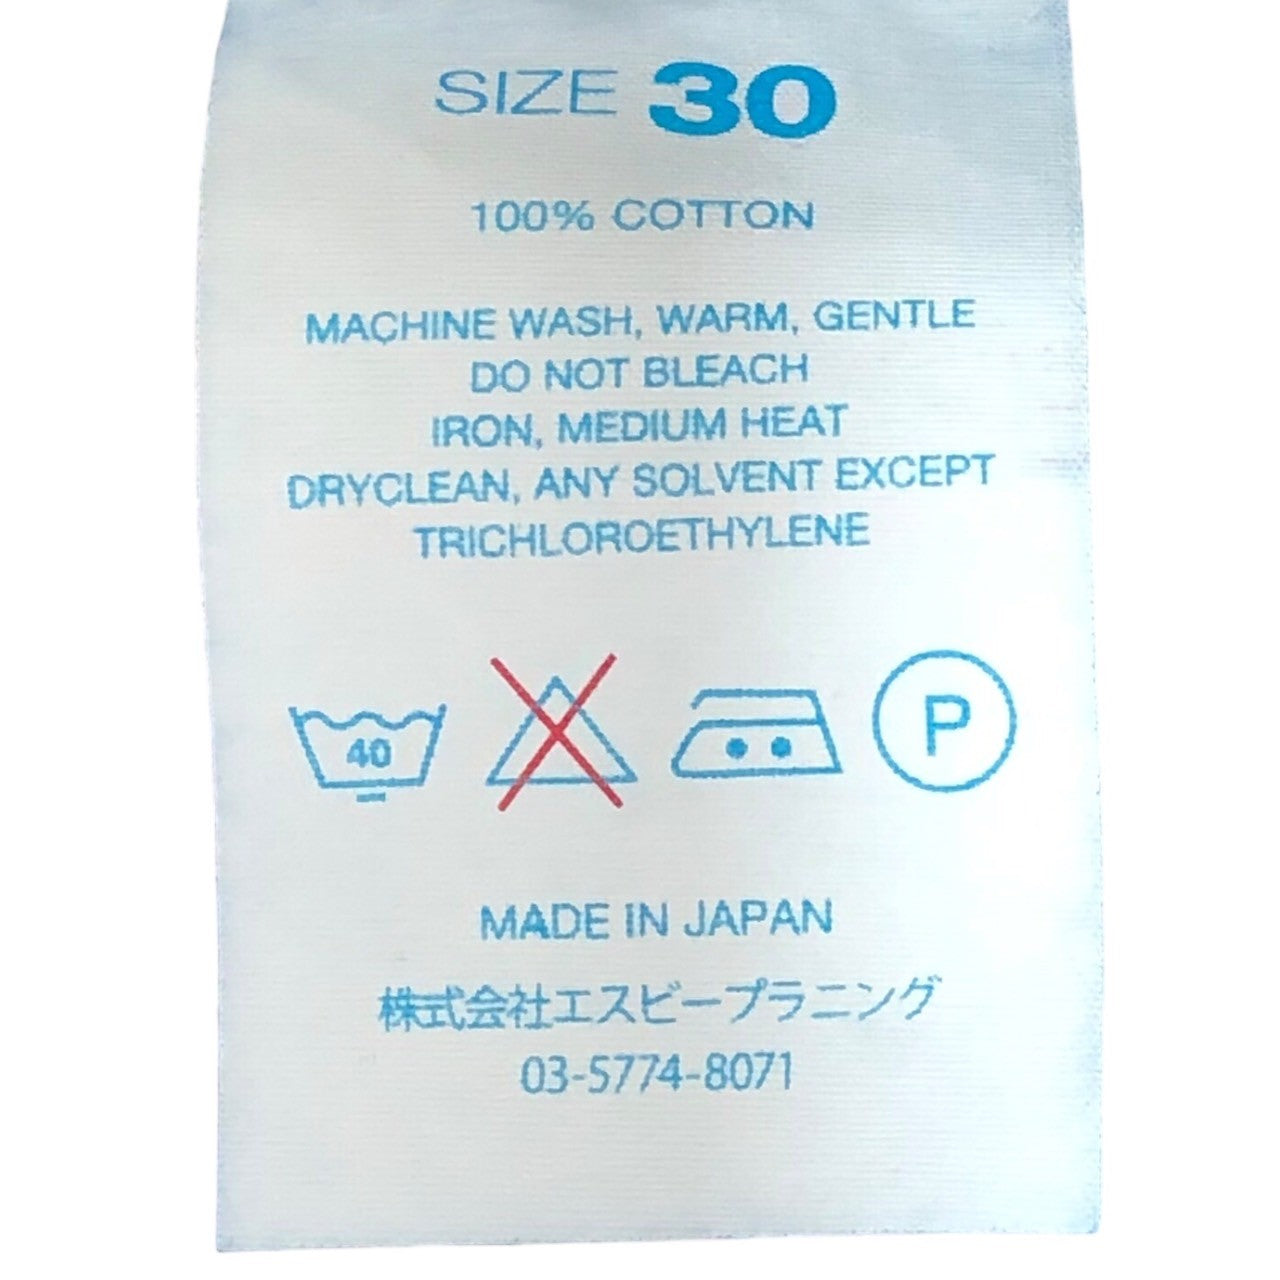 SIZE 30
100% COTTON
MACHINE WASH, WARM, GENTLE
DO NOT BLEACH
IRON, MEDIUM HEAT
DRYCLEAN, ANY SOLVENT EXCEPT
TRICHLOROETHYLENE
40 P
MADE IN JAPAN
株式会社エスビープラニング
03-5774-8071